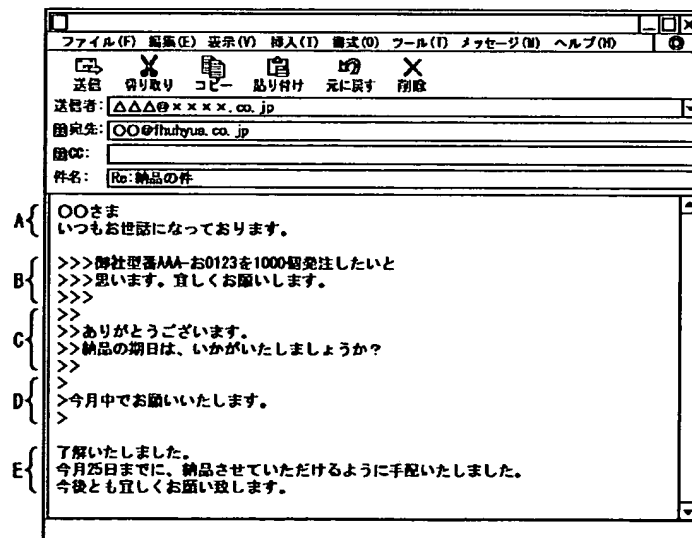 ファイル(F) 編集(E) 表示(V) 挿入(I) 書式(O) ツール(T) メッセージ(M) ヘルプ(H)
送信 切り取り コピー 貼り付け 元に戻す 削除
送信者: △△△@××××.co.jp
宛先: 〇〇@fhuhyua.co.jp
CC:
件名: Re:納品の件
A
〇〇さま
いつもお世話になっております。
B
>>>御社型番AAA-お0123を1000個発注したいと
>>>思います。宜しくお願いします。
>>>
C
>>
>>ありがとうございます。
>>納品の期日は、いかがいたしましょうか?
>>
D
>
>今月中でお願いいたします。
>
E
了解いたしました。
今月25日までに、納品させていただけるように手配いたしました。
今後とも宜しくお願い致します。